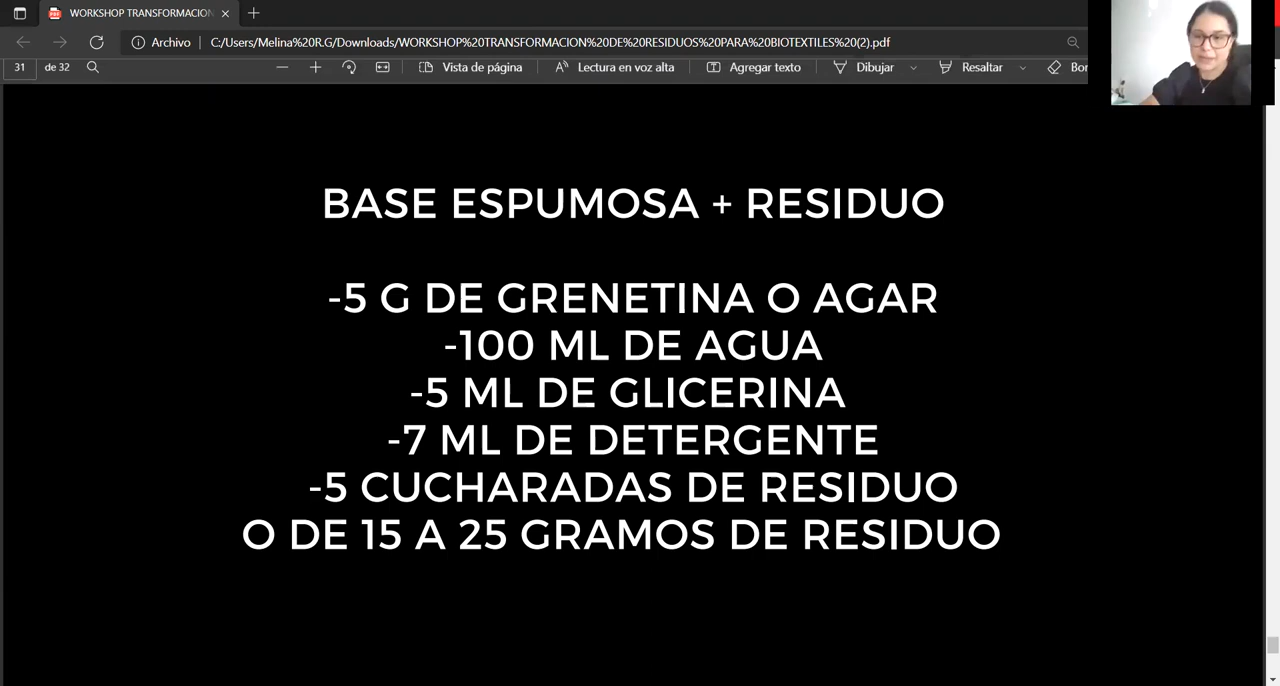 WORKSHOP TRANSFORMACION
Archivo
C:/Users/Melina%20R.G/Downloads/WORKSHOP%20TRANSFORMACION%20DE%20RESIDUOS%20PARA%20BIOTEXTILES%20(2).pdf
31 de 32
Vista de página
Lectura en voz alta
Agregar texto
Dibujar
Resaltar
BASE ESPUMOSA + RESIDUO
-5 G DE GRENETINA O AGAR
-100 ML DE AGUA
-5 ML DE GLICERINA
-7 ML DE DETERGENTE
-5 CUCHARADAS DE RESIDUO
O DE 15 A 25 GRAMOS DE RESIDUO